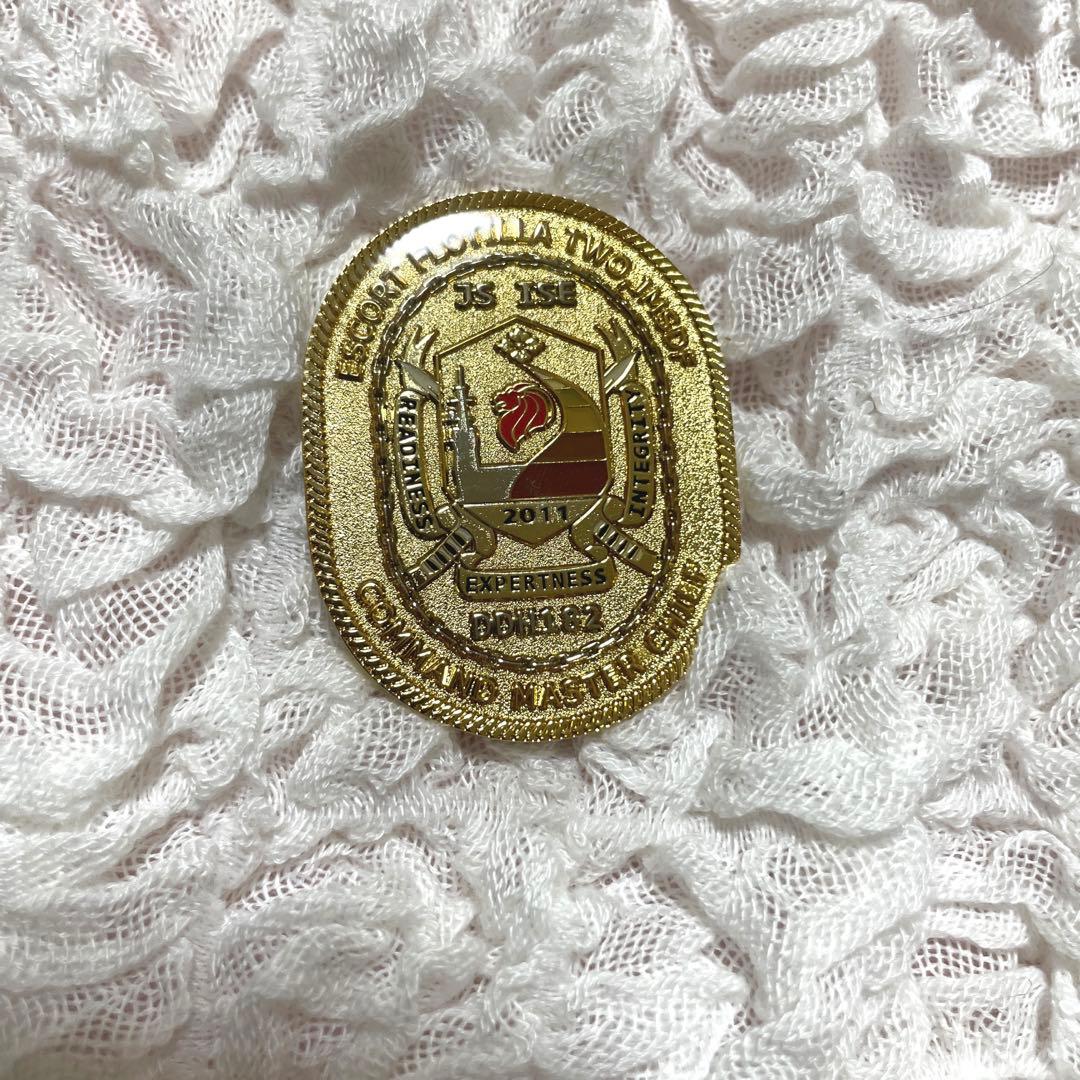 ESCORT FLOTILLA TWO, JMSDF
JS ISE
READINESS
INTEGRITY
2011
EXPERTNESS
DDH182
COMMAND MASTER CHIEF